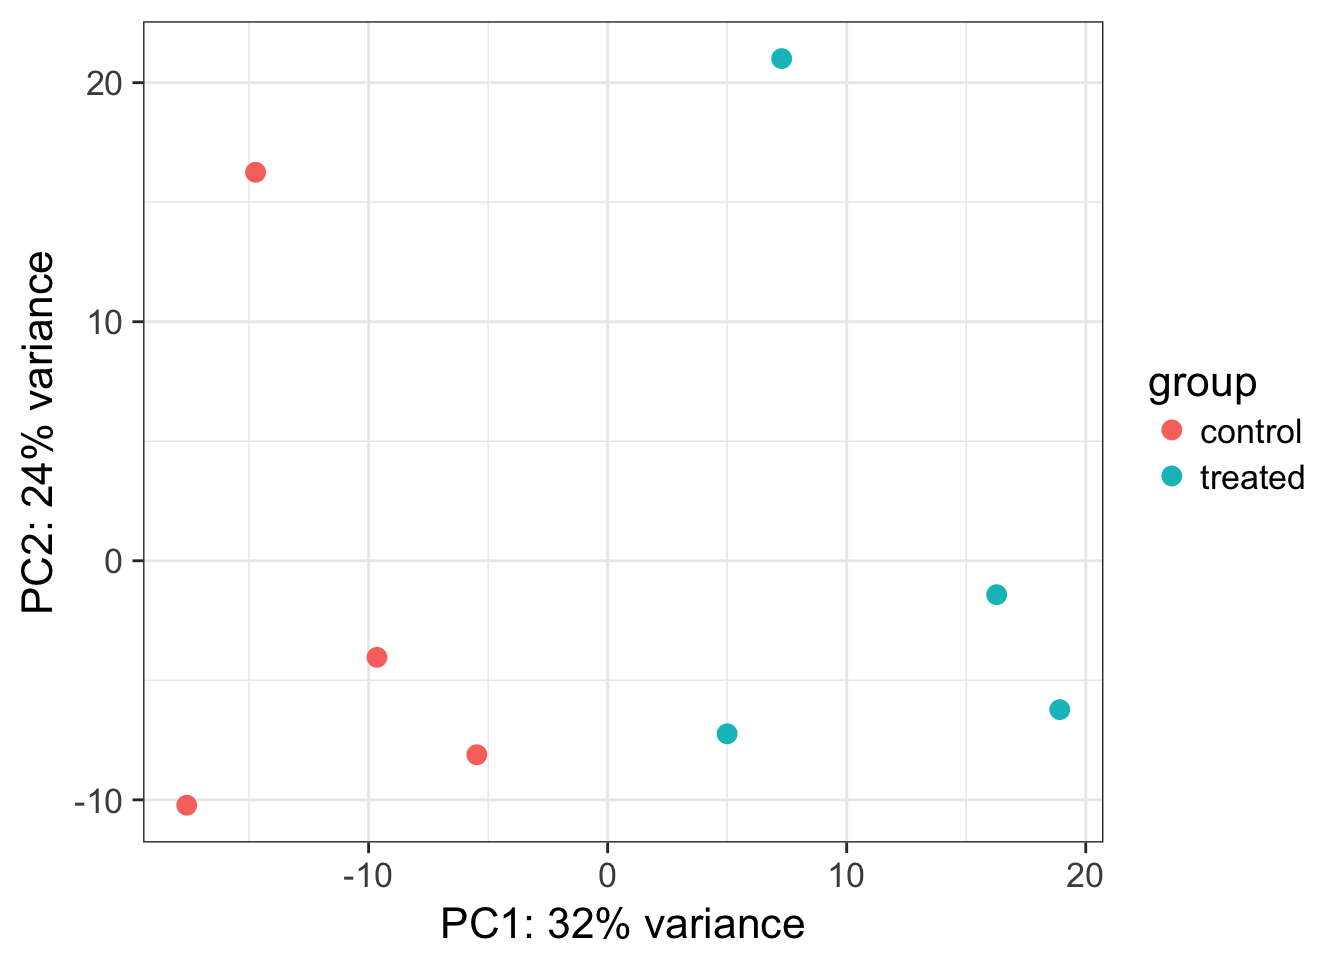 20
10
0
-10
-10 0 10 20
PC1: 32% variance
PC2: 24% variance
group
control
treated